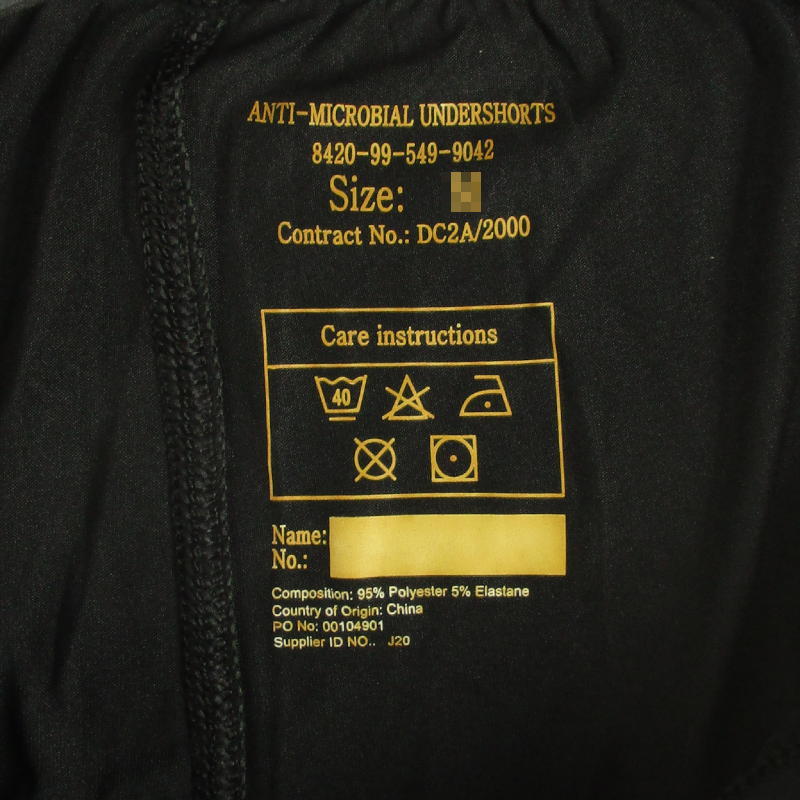 ANTI-MICROBIAL UNDERSHORTS
8420-99-549-9042
Size:
Contract No.: DC2A/2000
Care instructions
40
Name:
No.:
Composition: 95% Polyester 5% Elastane
Country of Origin: China
PO No: 00104901
Supplier ID NO.. J20